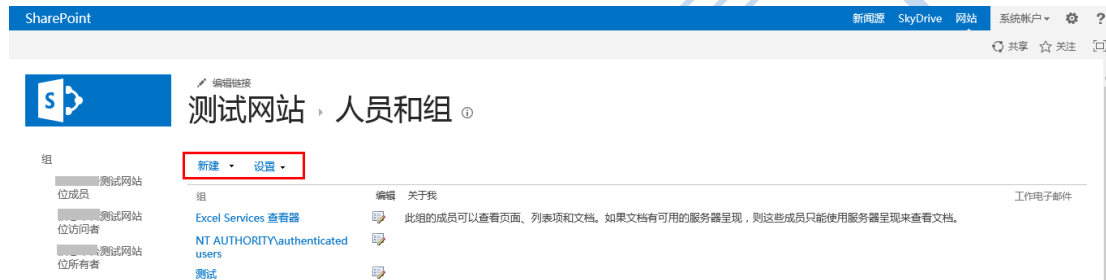 SharePoint 新闻源 SkyDrive 网站 系统帐户 ?
共享 关注
编辑链接
S
测试网站 人员和组
组
测试网站
位成员
测试网站
位访问者
测试网站
位所有者
新建 设置
组 编辑 关于我 工作电子邮件
Excel Services 查看器 此组的成员可以查看页面、列表项和文档。如果文档有可用的服务器呈现，则这些成员只能使用服务器呈现来查看文档。
NT AUTHORITY\authenticated
users
测试